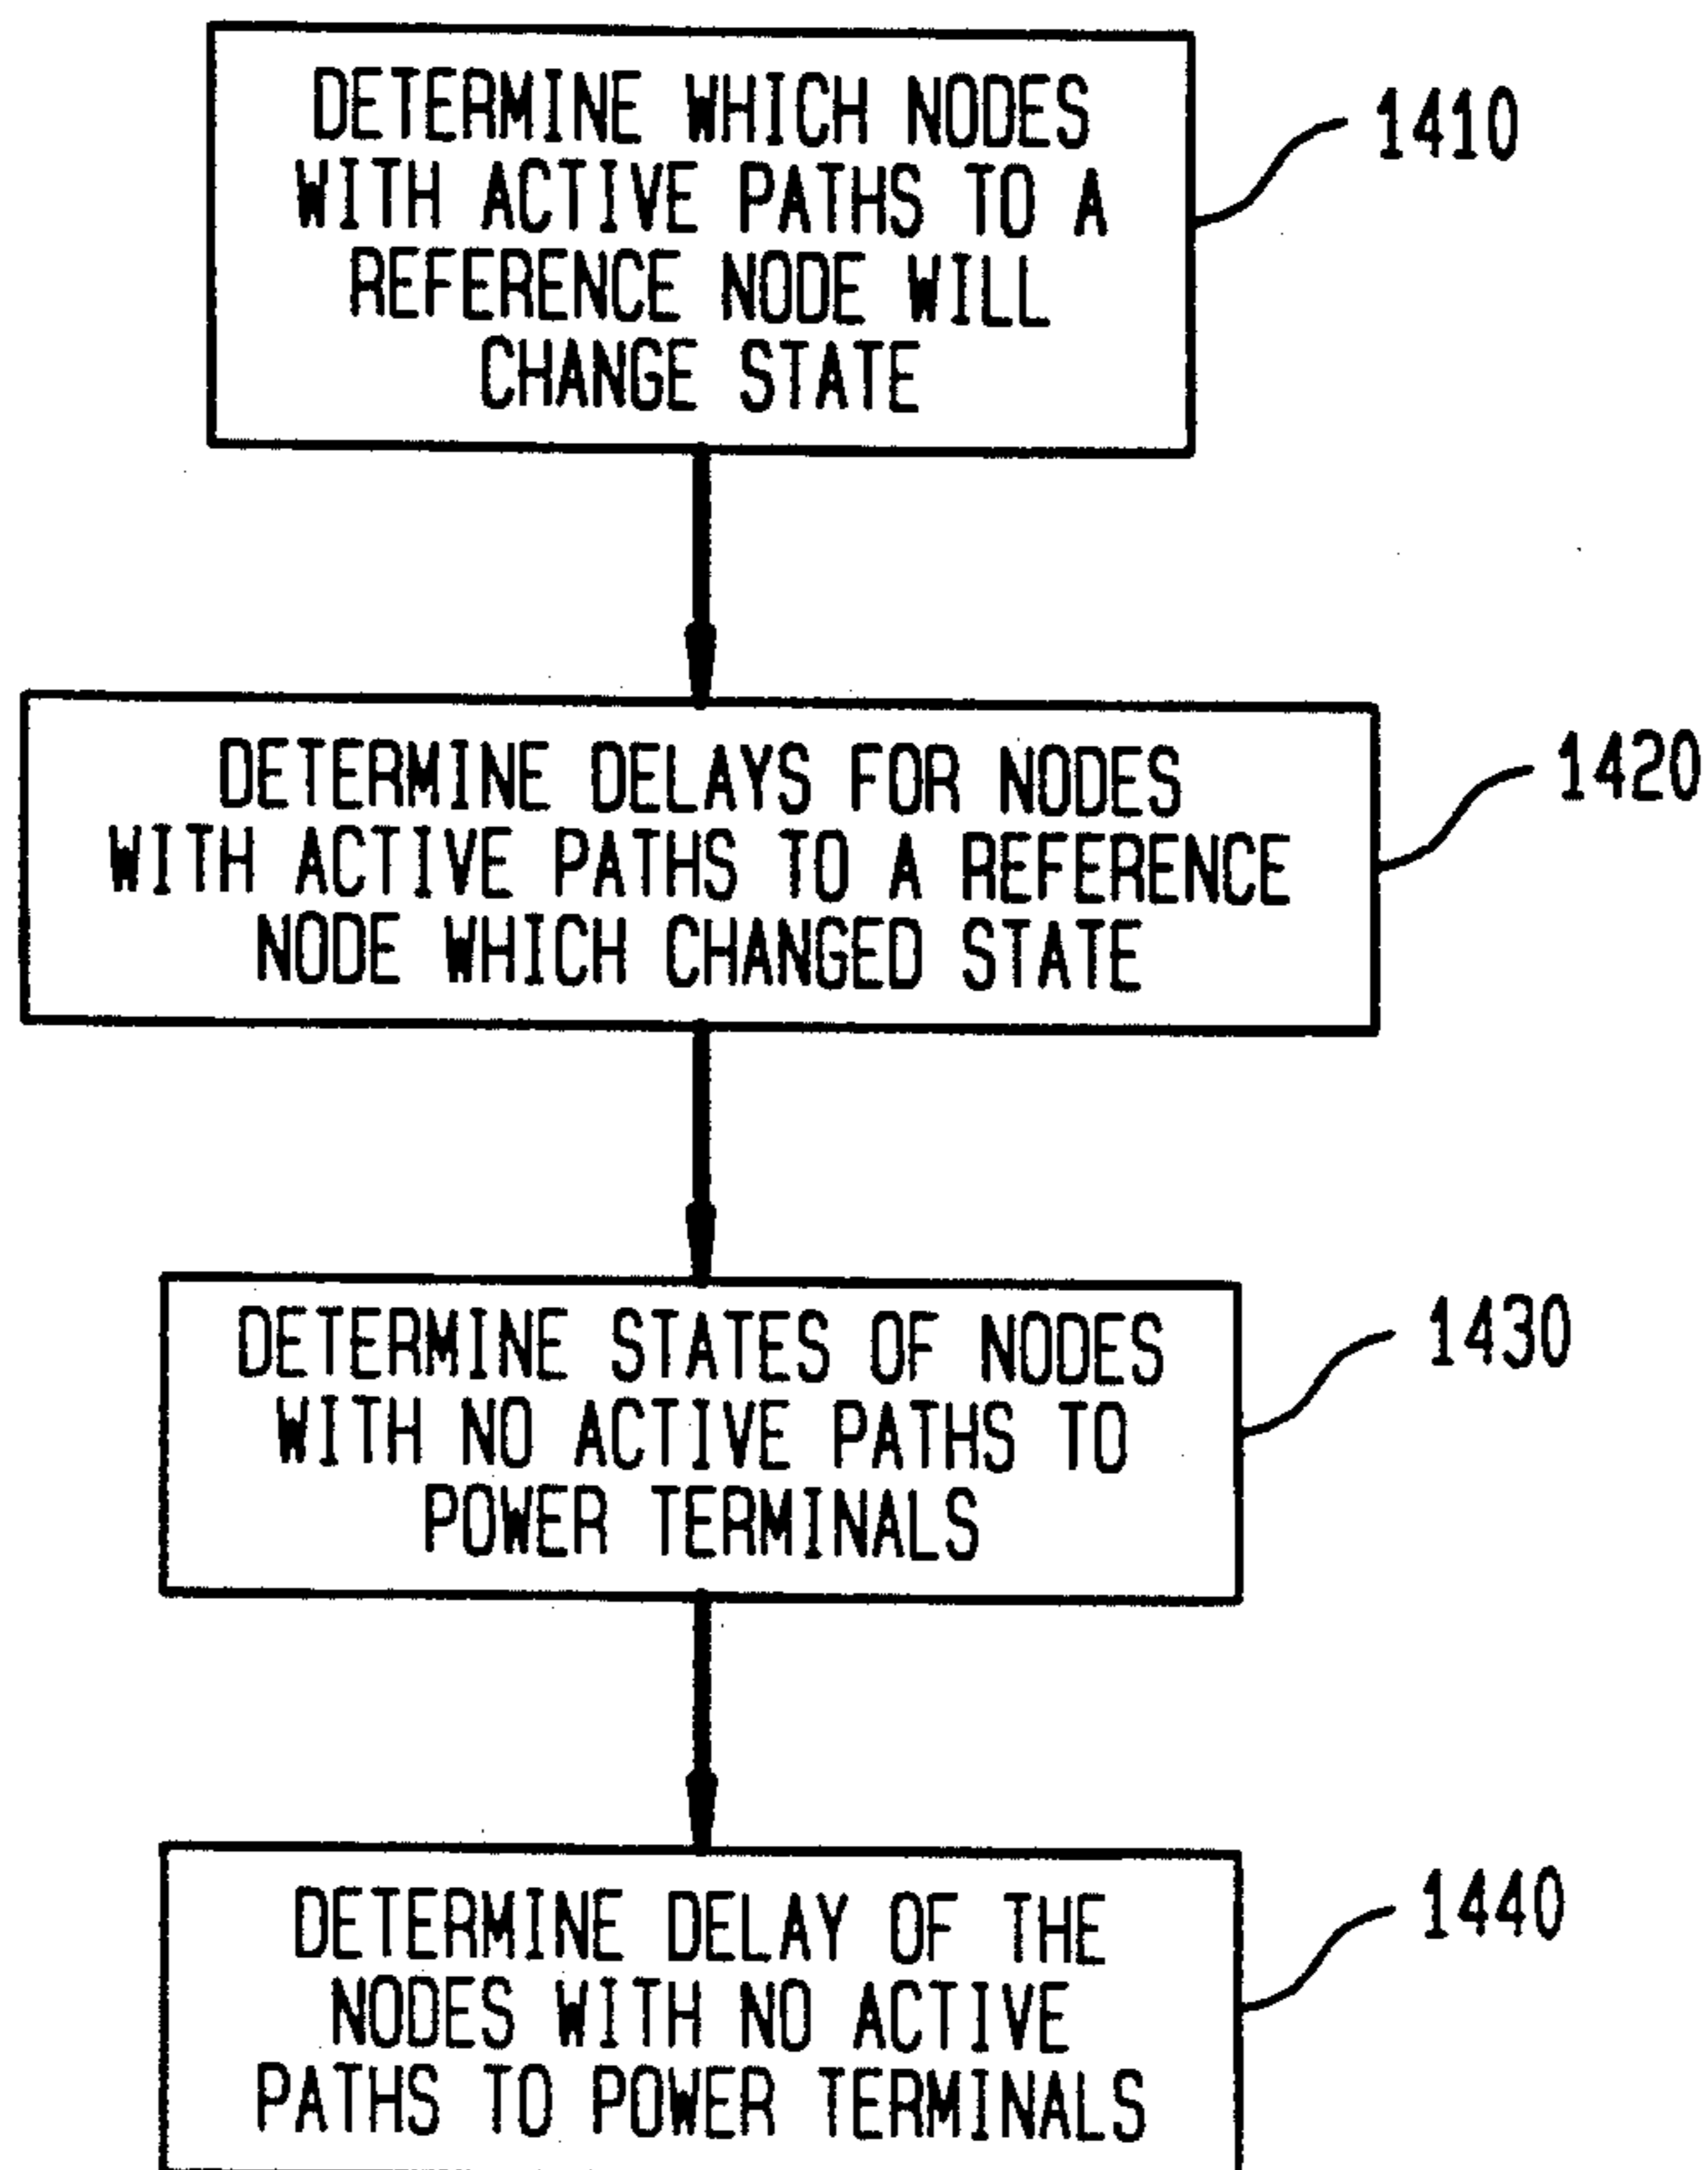 DETERMINE WHICH NODES
WITH ACTIVE PATHS TO A
REFERENCE NODE WILL
CHANGE STATE
1410
DETERMINE DELAYS FOR NODES
WITH ACTIVE PATHS TO A REFERENCE
NODE WHICH CHANGED STATE
1420
DETERMINE STATES OF NODES
WITH NO ACTIVE PATHS TO
POWER TERMINALS
1430
DETERMINE DELAY OF THE
NODES WITH NO ACTIVE
PATHS TO POWER TERMINALS
1440